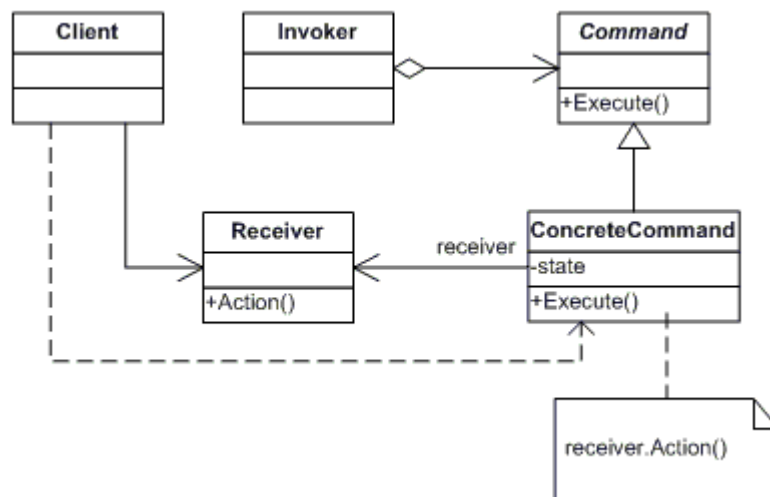 Client
Invoker
Command
+Execute()
Receiver
+Action()
receiver
ConcreteCommand
-state
+Execute()
receiver.Action()